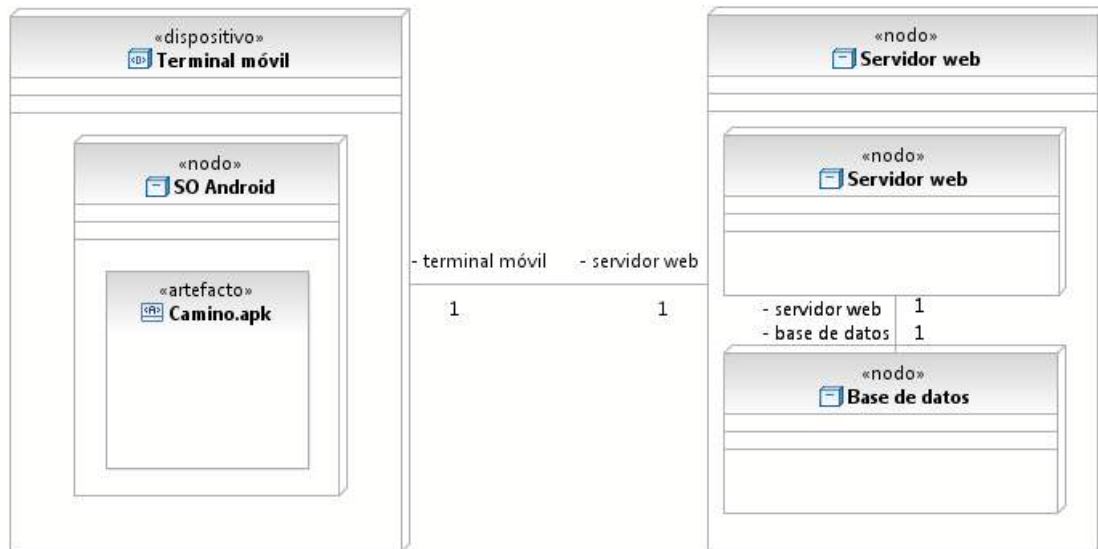 «dispositivo»
Terminal móvil
«nodo»
SO Android
«artefacto»
Camino.apk
- terminal móvil
1
- servidor web
1
«nodo»
Servidor web
«nodo»
Servidor web
- servidor web 1
- base de datos 1
«nodo»
Base de datos